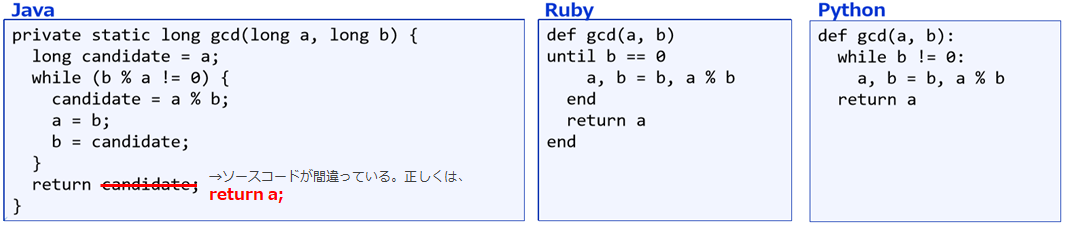 Java
private static long gcd(long a, long b) {
  long candidate = a;
  while (b % a != 0) {
    candidate = a % b;
    a = b;
    b = candidate;
  }
  return candidate;
→ソースコードが間違っている。正しくは、
return a;
}
Ruby
def gcd(a, b)
until b == 0
    a, b = b, a % b
  end
  return a
end
Python
def gcd(a, b):
  while b != 0:
    a, b = b, a % b
  return a